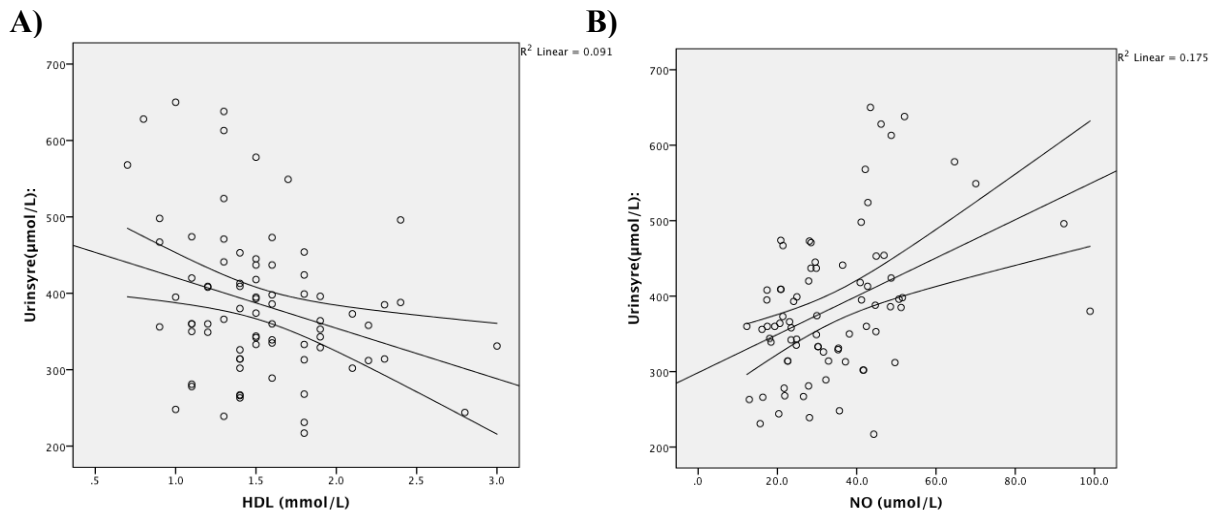 A)
R² Linear = 0.091
700
600
500
400
300
200
Urinsyre(µmol/L):
.5 1.0 1.5 2.0 2.5 3.0
HDL (mmol/L)
B)
R² Linear = 0.175
700
600
500
400
300
200
Urinsyre(µmol/L):
.0 20.0 40.0 60.0 80.0 100.0
NO (umol/L)